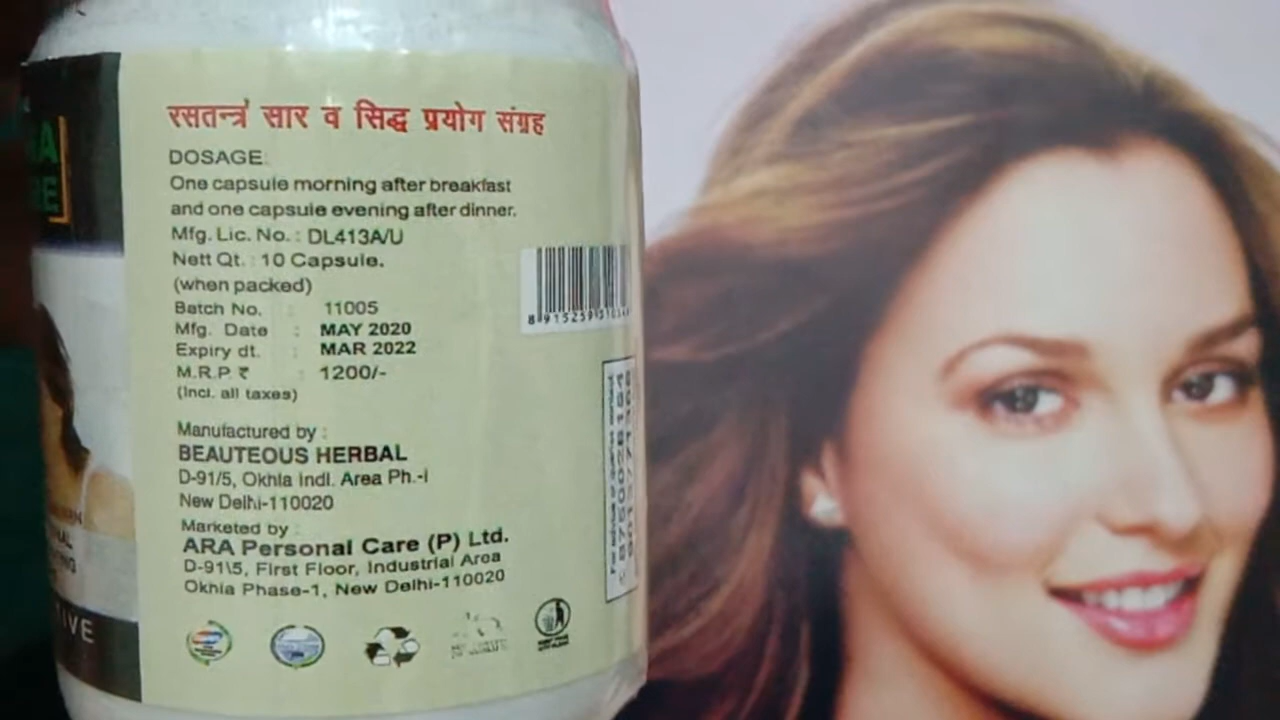 रसतन्त्र सार व सिद्ध प्रयोग संग्रह
DOSAGE:
One capsule morning after breakfast
and one capsule evening after dinner.
Mfg. Lic. No. : DL413A/U
Nett Qt. : 10 Capsule.
(when packed)
Batch No. : 11005
Mfg. Date : MAY 2020
Expiry dt. : MAR 2022
M.R.P. ₹ : 1200/-
(Incl. all taxes)
Manufactured by :
BEAUTEOUS HERBAL
D-91/5, Okhla Indl. Area Ph.-I
New Delhi-110020
Marketed by :
ARA Personal Care (P) Ltd.
D-91\5, First Floor, Industrial Area
Okhla Phase-1, New Delhi-110020